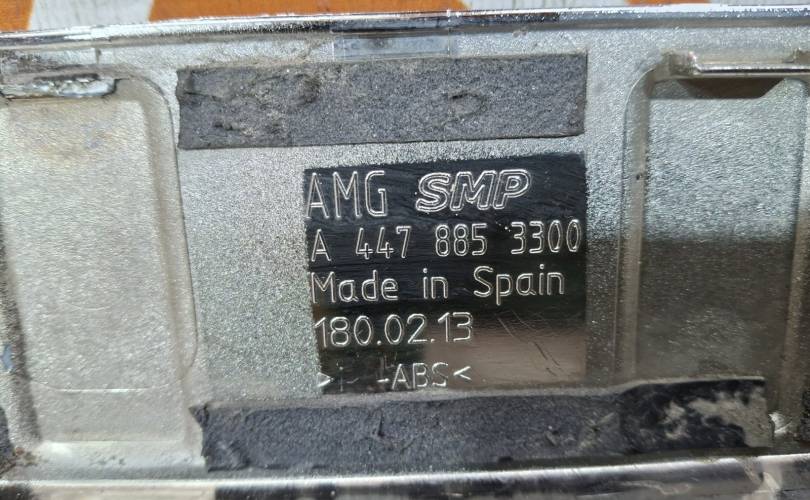 AMG SMP
A 447 885 3300
Made in Spain
180.02.13
-ABS<